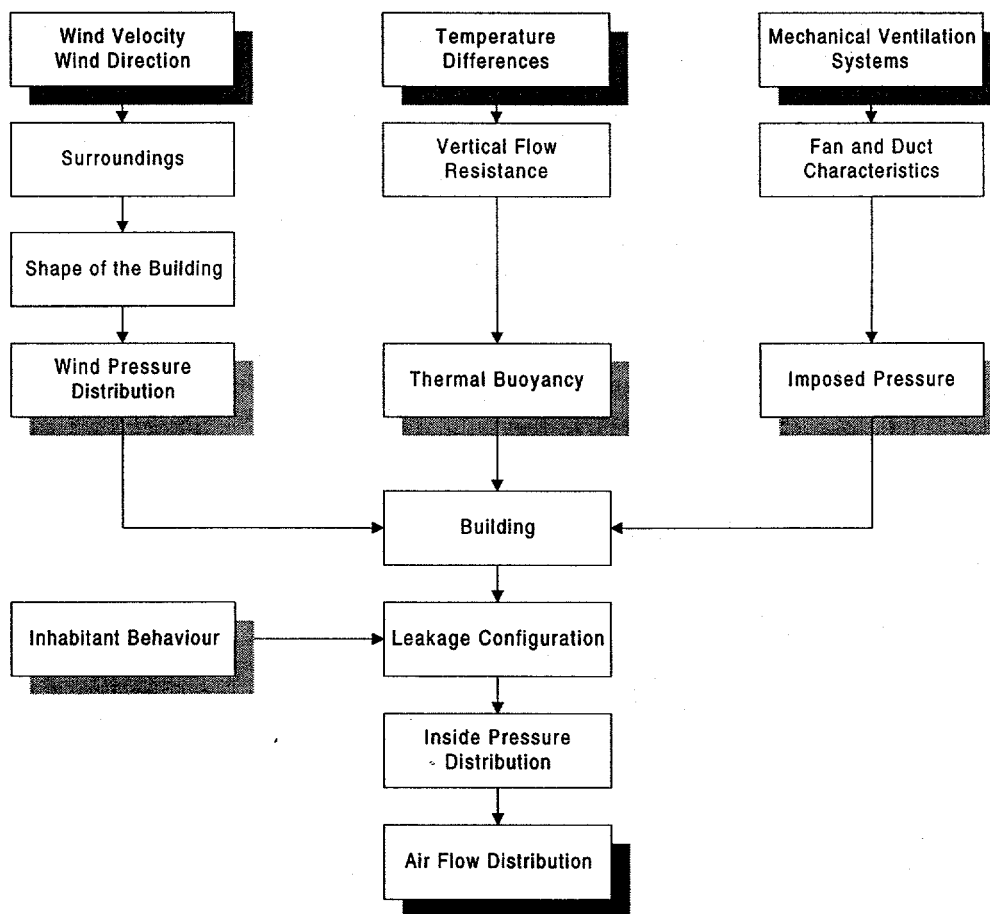 Wind Velocity
Wind Direction
Temperature
Differences
Mechanical Ventilation
Systems
Surroundings
Vertical Flow
Resistance
Fan and Duct
Characteristics
Shape of the Building
Wind Pressure
Distribution
Thermal Buoyancy
Imposed Pressure
Building
Inhabitant Behaviour
Leakage Configuration
Inside Pressure
Distribution
Air Flow Distribution